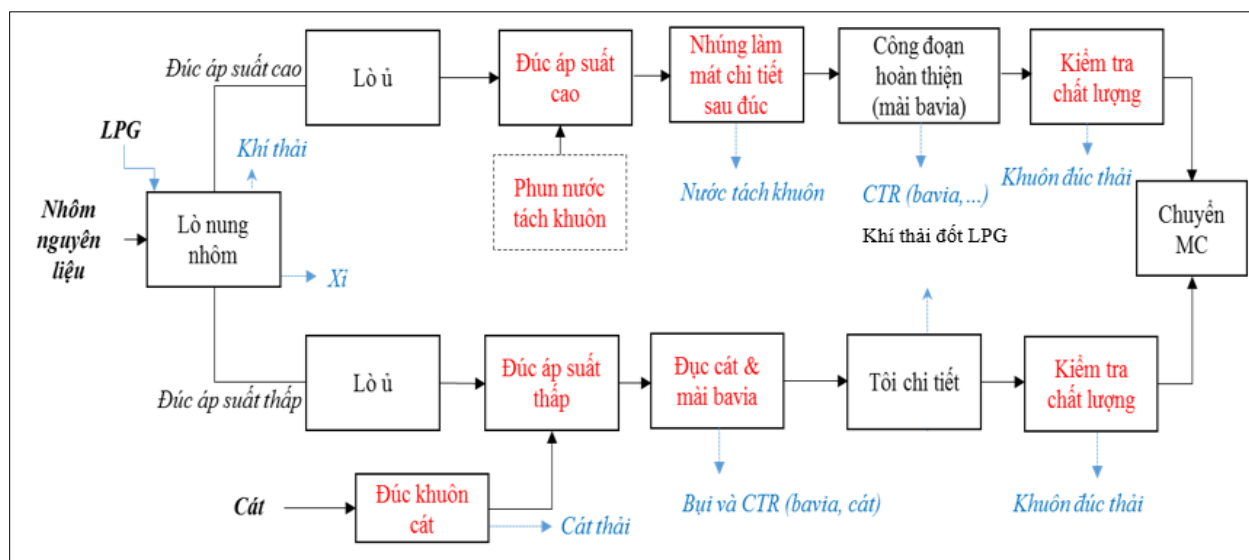 Đúc áp suất cao
Lò ủ
Đúc áp suất
cao
Nhúng làm
mát chi tiết
sau đúc
Công đoạn
hoàn thiện
(mài bavia)
Kiểm tra
chất lượng
LPG
Khí thải
Phun nước
tách khuôn
Nước tách khuôn
CTR (bavia,...)
Khí thải đốt LPG
Khuôn đúc thải
Nhôm
nguyên
liệu
Lò nung
nhôm
Xỉ
Chuyển
MC
Đúc áp suất thấp
Lò ủ
Đúc áp suất
thấp
Đục cát &
mài bavia
Tôi chi tiết
Kiểm tra
chất lượng
Cát
Đúc khuôn
cát
Cát thải
Bụi và CTR (bavia, cát)
Khuôn đúc thải